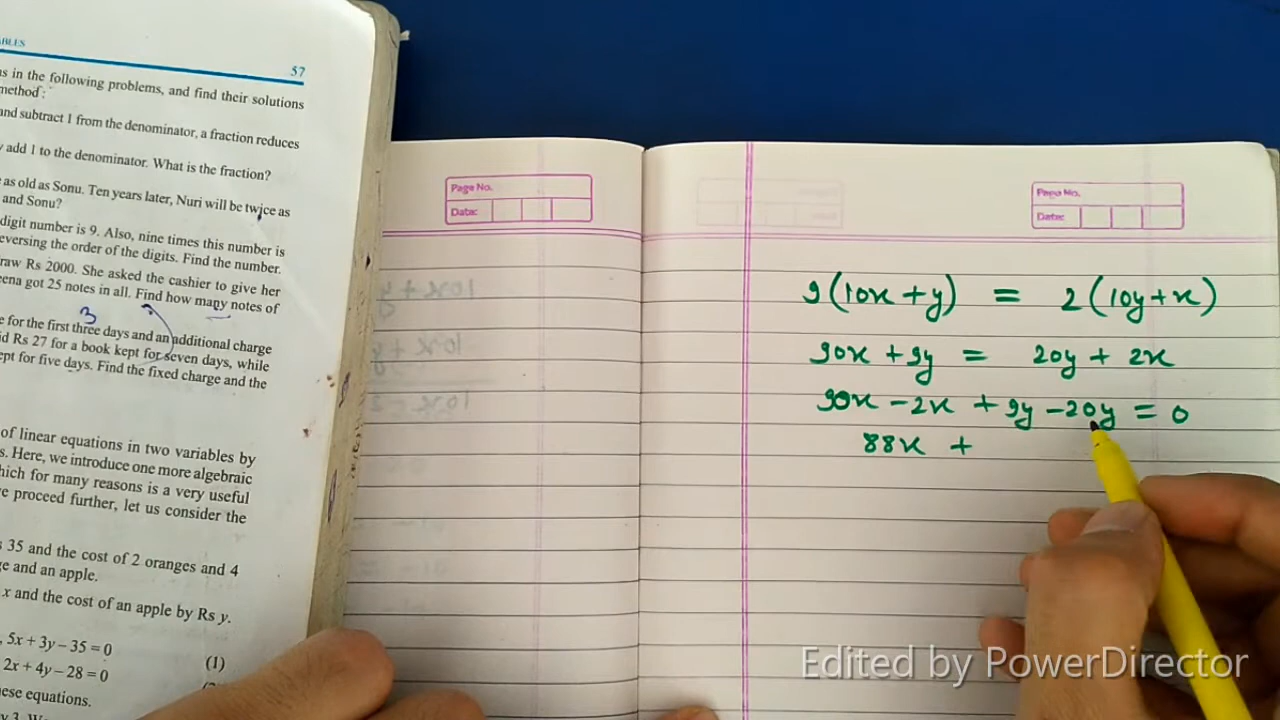 ABLES
57
s in the following problems, and find their solutions
method :
and subtract 1 from the denominator, a fraction reduces
add 1 to the denominator. What is the fraction?
as old as Sonu. Ten years later, Nuri will be twice as
and Sonu?
digit number is 9. Also, nine times this number is
eversing the order of the digits. Find the number.
raw Rs 2000. She asked the cashier to give her
ena got 25 notes in all. Find how many notes of
3
e for the first three days and an additional charge
id Rs 27 for a book kept for seven days, while
ept for five days. Find the fixed charge and the
of linear equations in two variables by
s. Here, we introduce one more algebraic
hich for many reasons is a very useful
e proceed further, let us consider the
35 and the cost of 2 oranges and 4
e and an apple.
x and the cost of an apple by Rs y.
, 5x + 3y – 35 = 0 (1)
2x + 4y – 28 = 0
ese equations.
Page No.
Date:
Page No.
Date:
9(10x+y) = 2(10y+x)
90x + 9y = 20y + 2x
90x - 2x + 9y - 20y = 0
88x +
Edited by PowerDirector